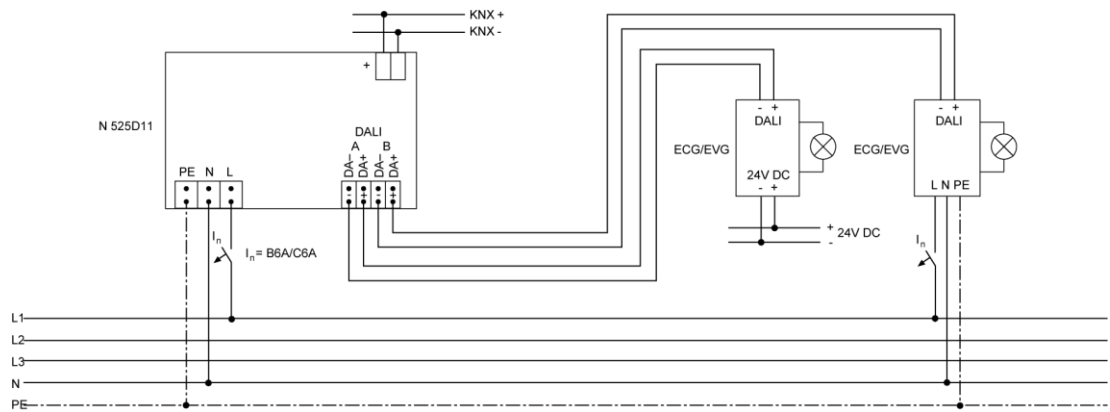 KNX +
KNX -
+
N 525D11
DALI
A B
DA– DA+ DA– DA+
- + - +
PE N L
- +
DALI
ECG/EVG
24V DC
- +
- +
DALI
ECG/EVG
L N PE
+ 24V DC
-
In
In = B6A/C6A
In
L1
L2
L3
N
PE